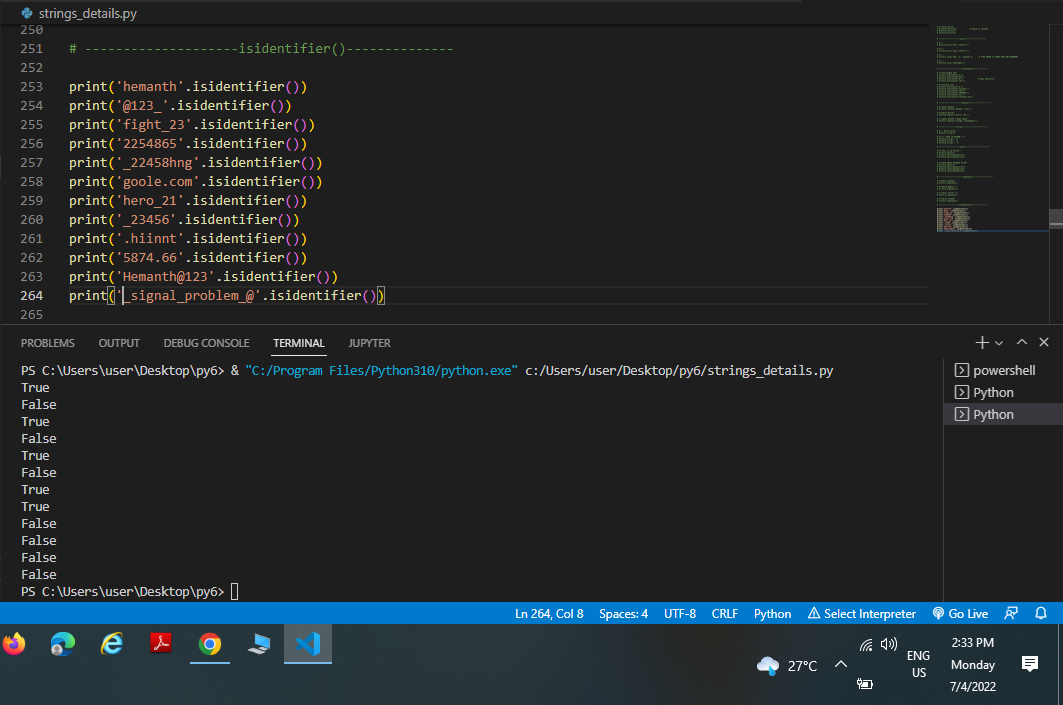 strings_details.py
250
251 # --------------------isidentifier()--------------
252
253 print('hemanth'.isidentifier())
254 print('@123_'.isidentifier())
255 print('fight_23'.isidentifier())
256 print('2254865'.isidentifier())
257 print('_22458hng'.isidentifier())
258 print('goole.com'.isidentifier())
259 print('hero_21'.isidentifier())
260 print('_23456'.isidentifier())
261 print('.hiinnt'.isidentifier())
262 print('5874.66'.isidentifier())
263 print('Hemanth@123'.isidentifier())
264 print('_signal_problem_@'.isidentifier())
265
PROBLEMS OUTPUT DEBUG CONSOLE TERMINAL JUPYTER
PS C:\Users\user\Desktop\py6> & "C:/Program Files/Python310/python.exe" c:/Users/user/Desktop/py6/strings_details.py
True
False
True
False
True
False
True
True
False
False
False
False
PS C:\Users\user\Desktop\py6>
powershell
Python
Python
Ln 264, Col 8 Spaces: 4 UTF-8 CRLF Python Select Interpreter Go Live
27°C
ENG
US
2:33 PM
Monday
7/4/2022